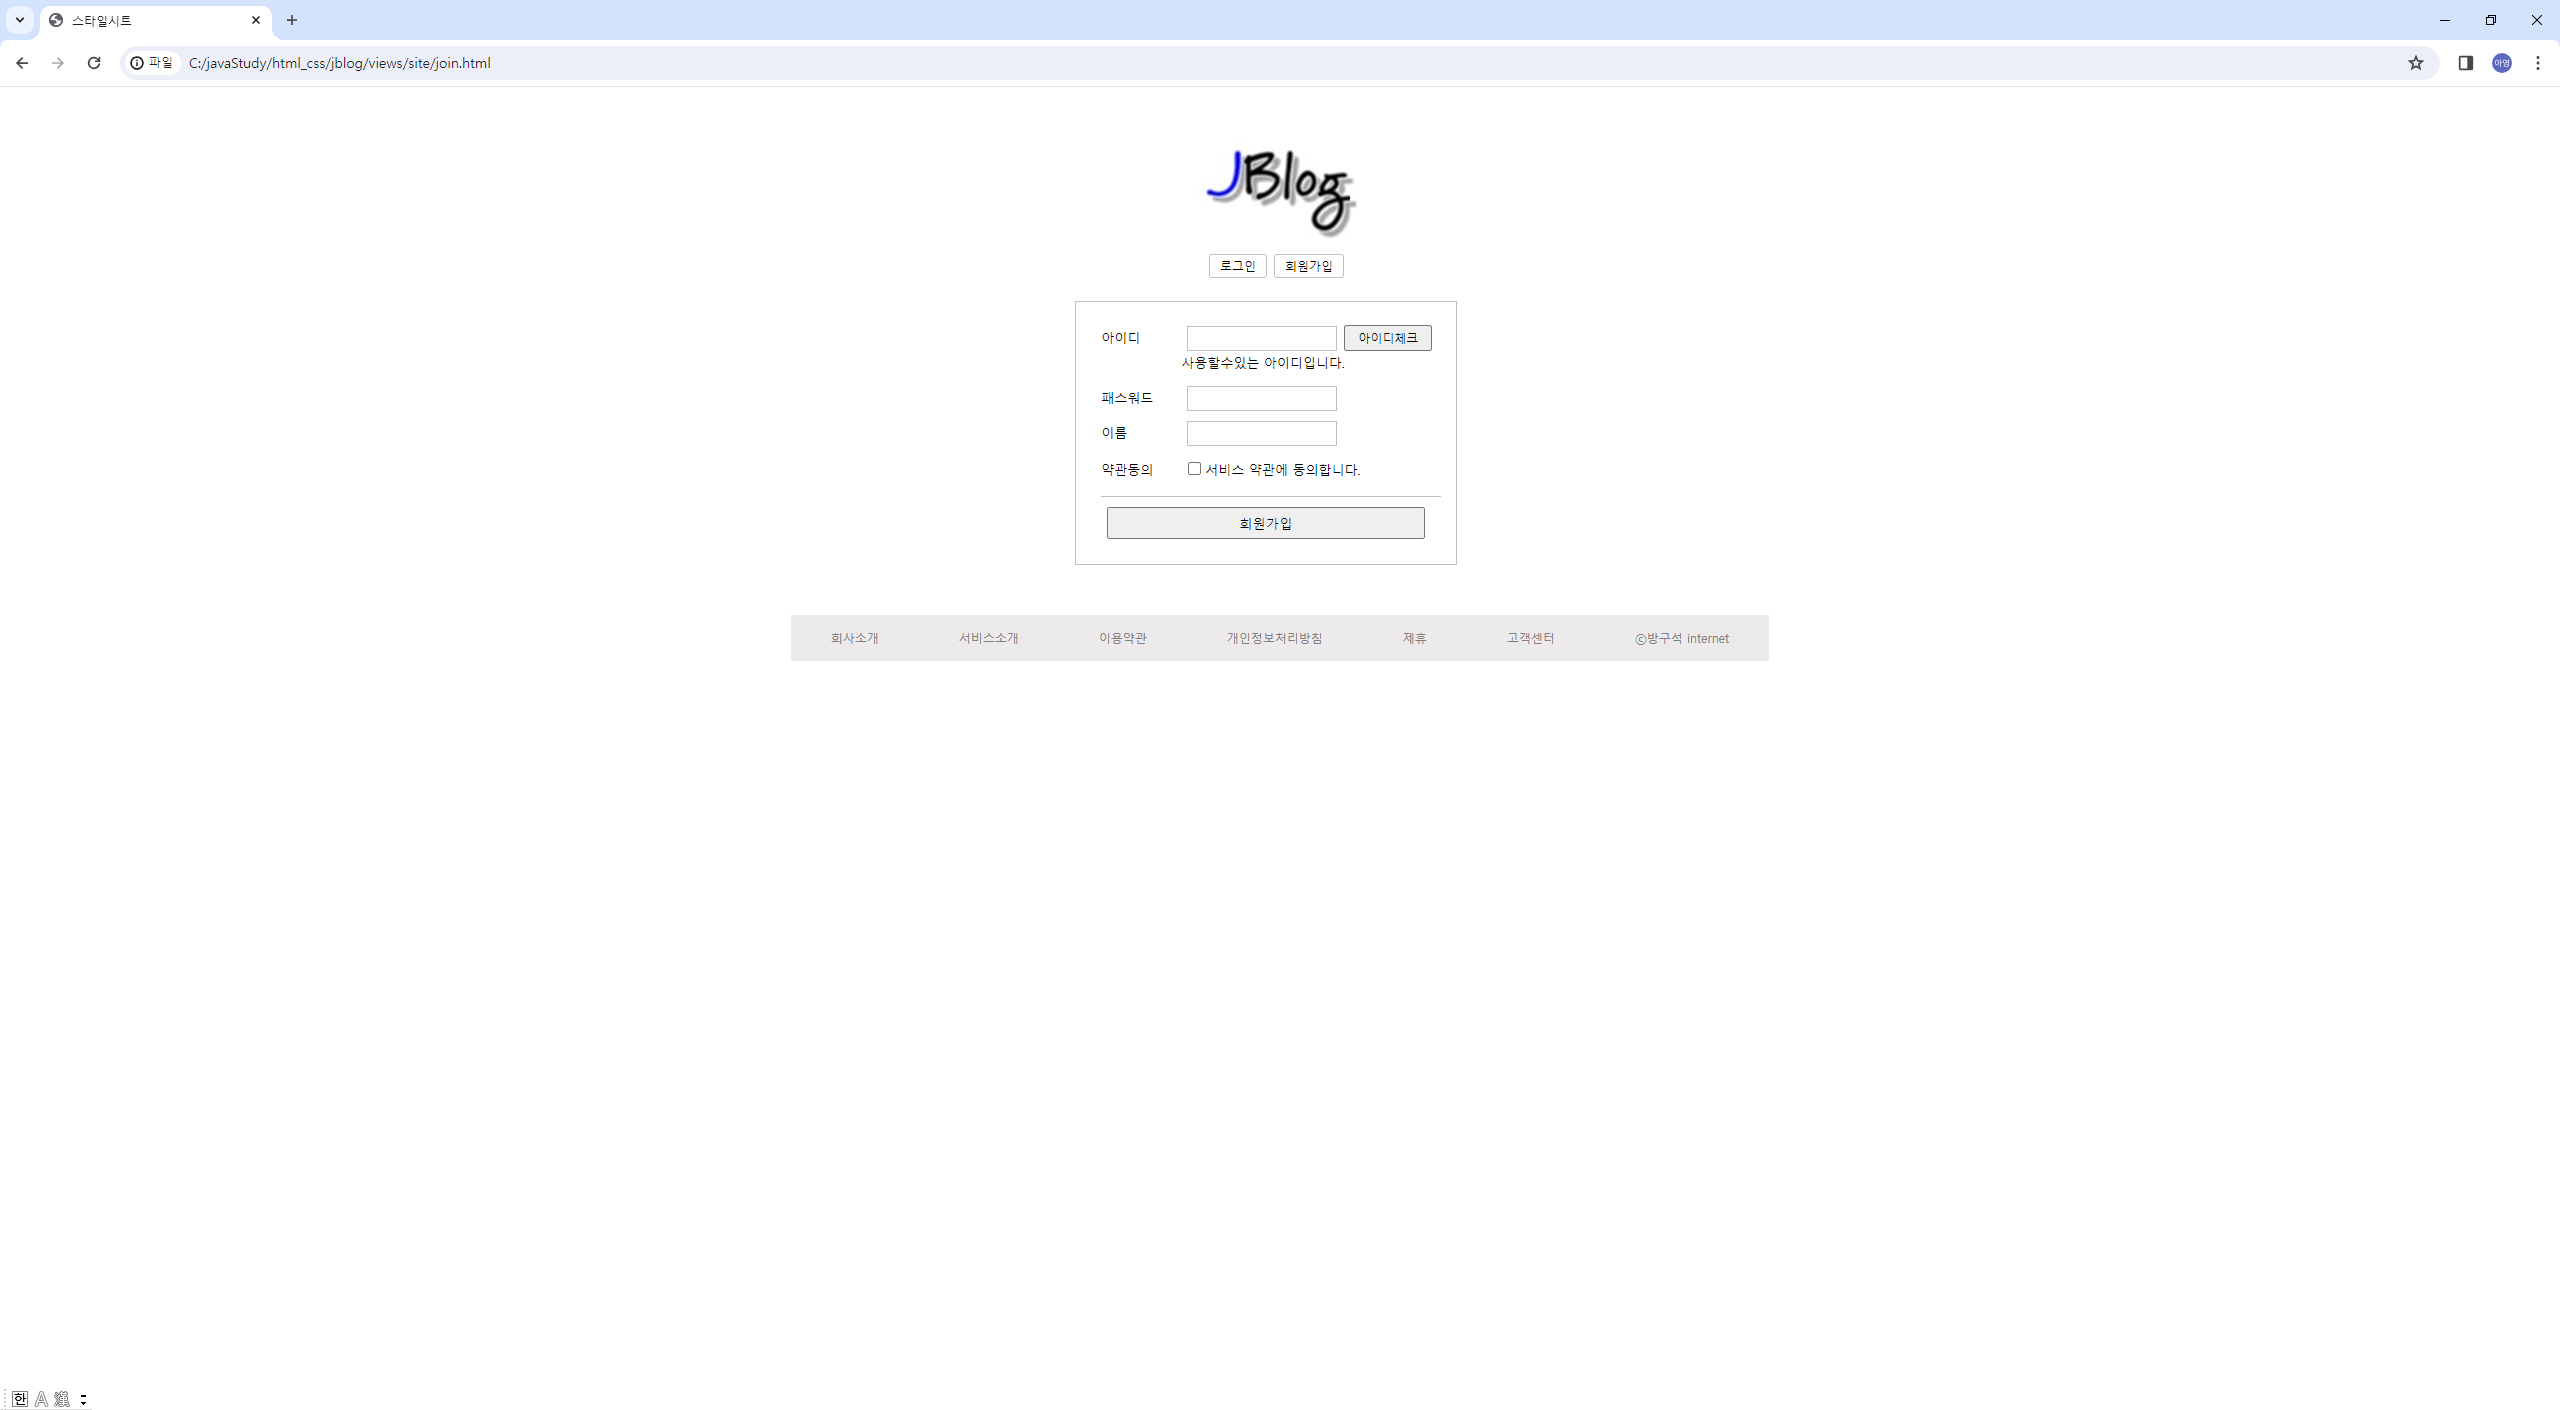 스타일시트
파일 C:/javaStudy/html_css/jblog/views/site/join.html 아영
JBlog
로그인 회원가입
아이디 아이디체크
사용할수있는 아이디입니다.
패스워드
이름
약관동의 서비스 약관에 동의합니다.
회원가입
회사소개 서비스소개 이용약관 개인정보처리방침 제휴 고객센터 ⓒ방구석 internet
한 A 漢